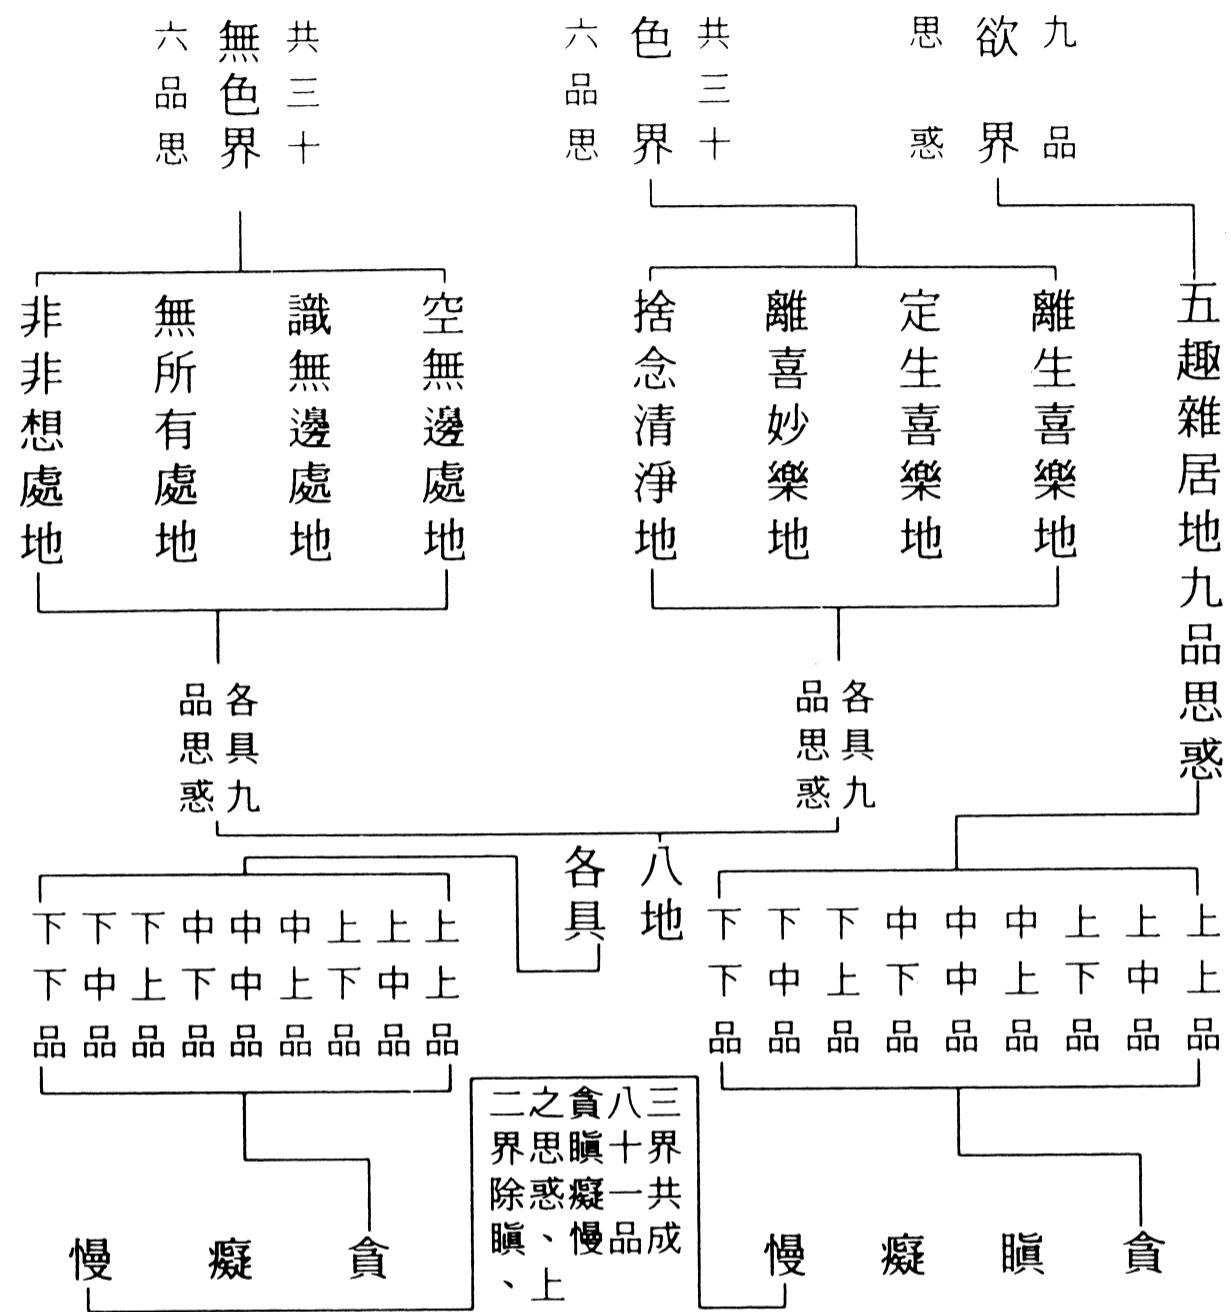 九品思惑
欲界
共三十六品思
色界
共三十六品思
無色界
五趣雜居地九品思惑
離生喜樂地
定生喜樂地
離喜妙樂地
捨念清淨地
空無邊處地
識無邊處地
無所有處地
非非想處地
各具九
品思惑
各具九
品思惑
八地
各具
上上品
上中品
上下品
中上品
中中品
中下品
下上品
下中品
下下品
上上品
上中品
上下品
中上品
中中品
中下品
下上品
下中品
下下品
貪
瞋
癡
慢
三界共成
八十一品
貪瞋癡慢
之思惑、上
二界除瞋、
貪
癡
慢